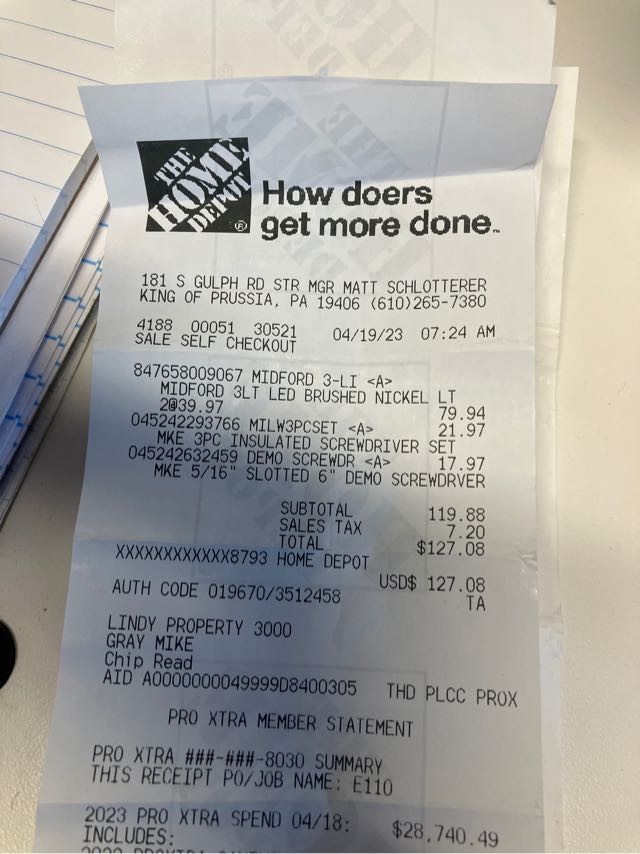 THE
HOME
DEPOT
®
How doers
get more done™
181 S GULPH RD STR MGR MATT SCHLOTTERER
KING OF PRUSSIA, PA 19406 (610)265-7380
4188 00051 30521 04/19/23 07:24 AM
SALE SELF CHECKOUT
847658009067 MIDFORD 3-LI <A>
MIDFORD 3LT LED BRUSHED NICKEL LT
2@39.97 79.94
045242293766 MILW3PCSET <A> 21.97
MKE 3PC INSULATED SCREWDRIVER SET
045242632459 DEMO SCREWDR <A> 17.97
MKE 5/16" SLOTTED 6" DEMO SCREWDRVER
SUBTOTAL 119.88
SALES TAX 7.20
TOTAL $127.08
XXXXXXXXXXXX8793 HOME DEPOT
USD$ 127.08
AUTH CODE 019670/3512458 TA
LINDY PROPERTY 3000
GRAY MIKE
Chip Read
AID A0000000049999D8400305 THD PLCC PROX
PRO XTRA MEMBER STATEMENT
PRO XTRA ###-###-8030 SUMMARY
THIS RECEIPT PO/JOB NAME: E110
2023 PRO XTRA SPEND 04/18: $28,740.49
INCLUDES: